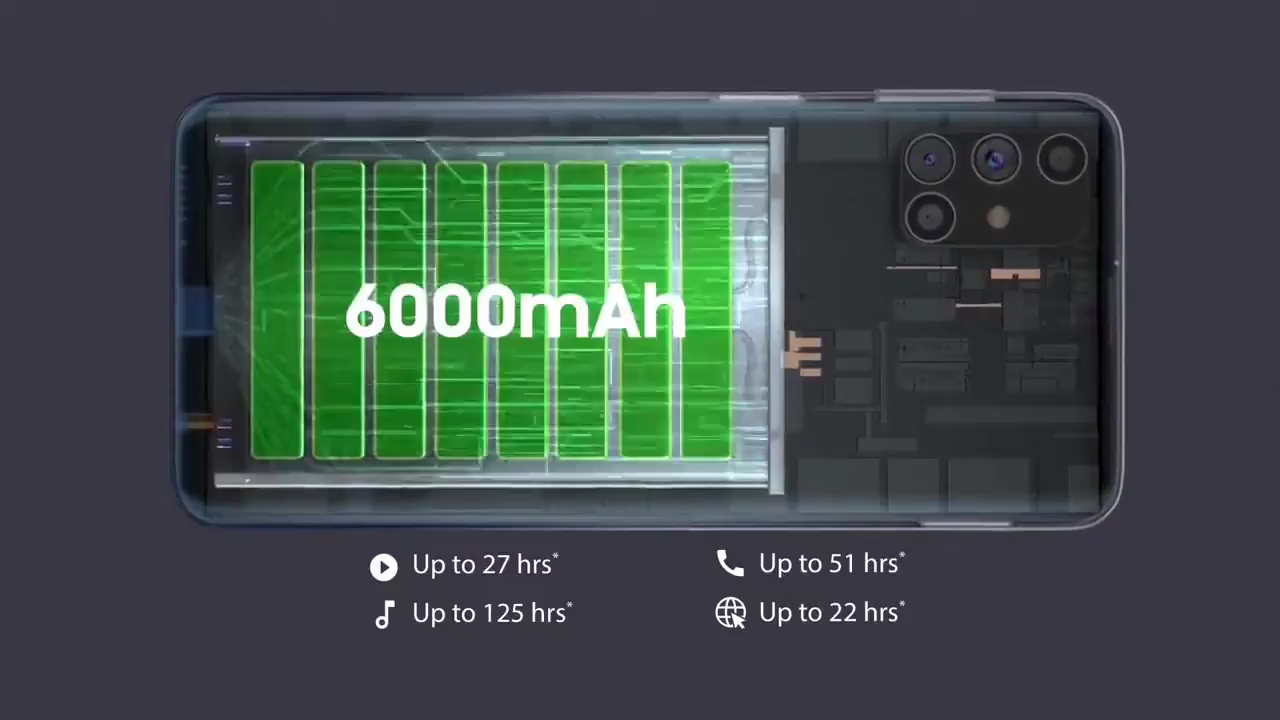 6000mAh
Up to 27 hrs*
Up to 51 hrs*
Up to 125 hrs*
Up to 22 hrs*